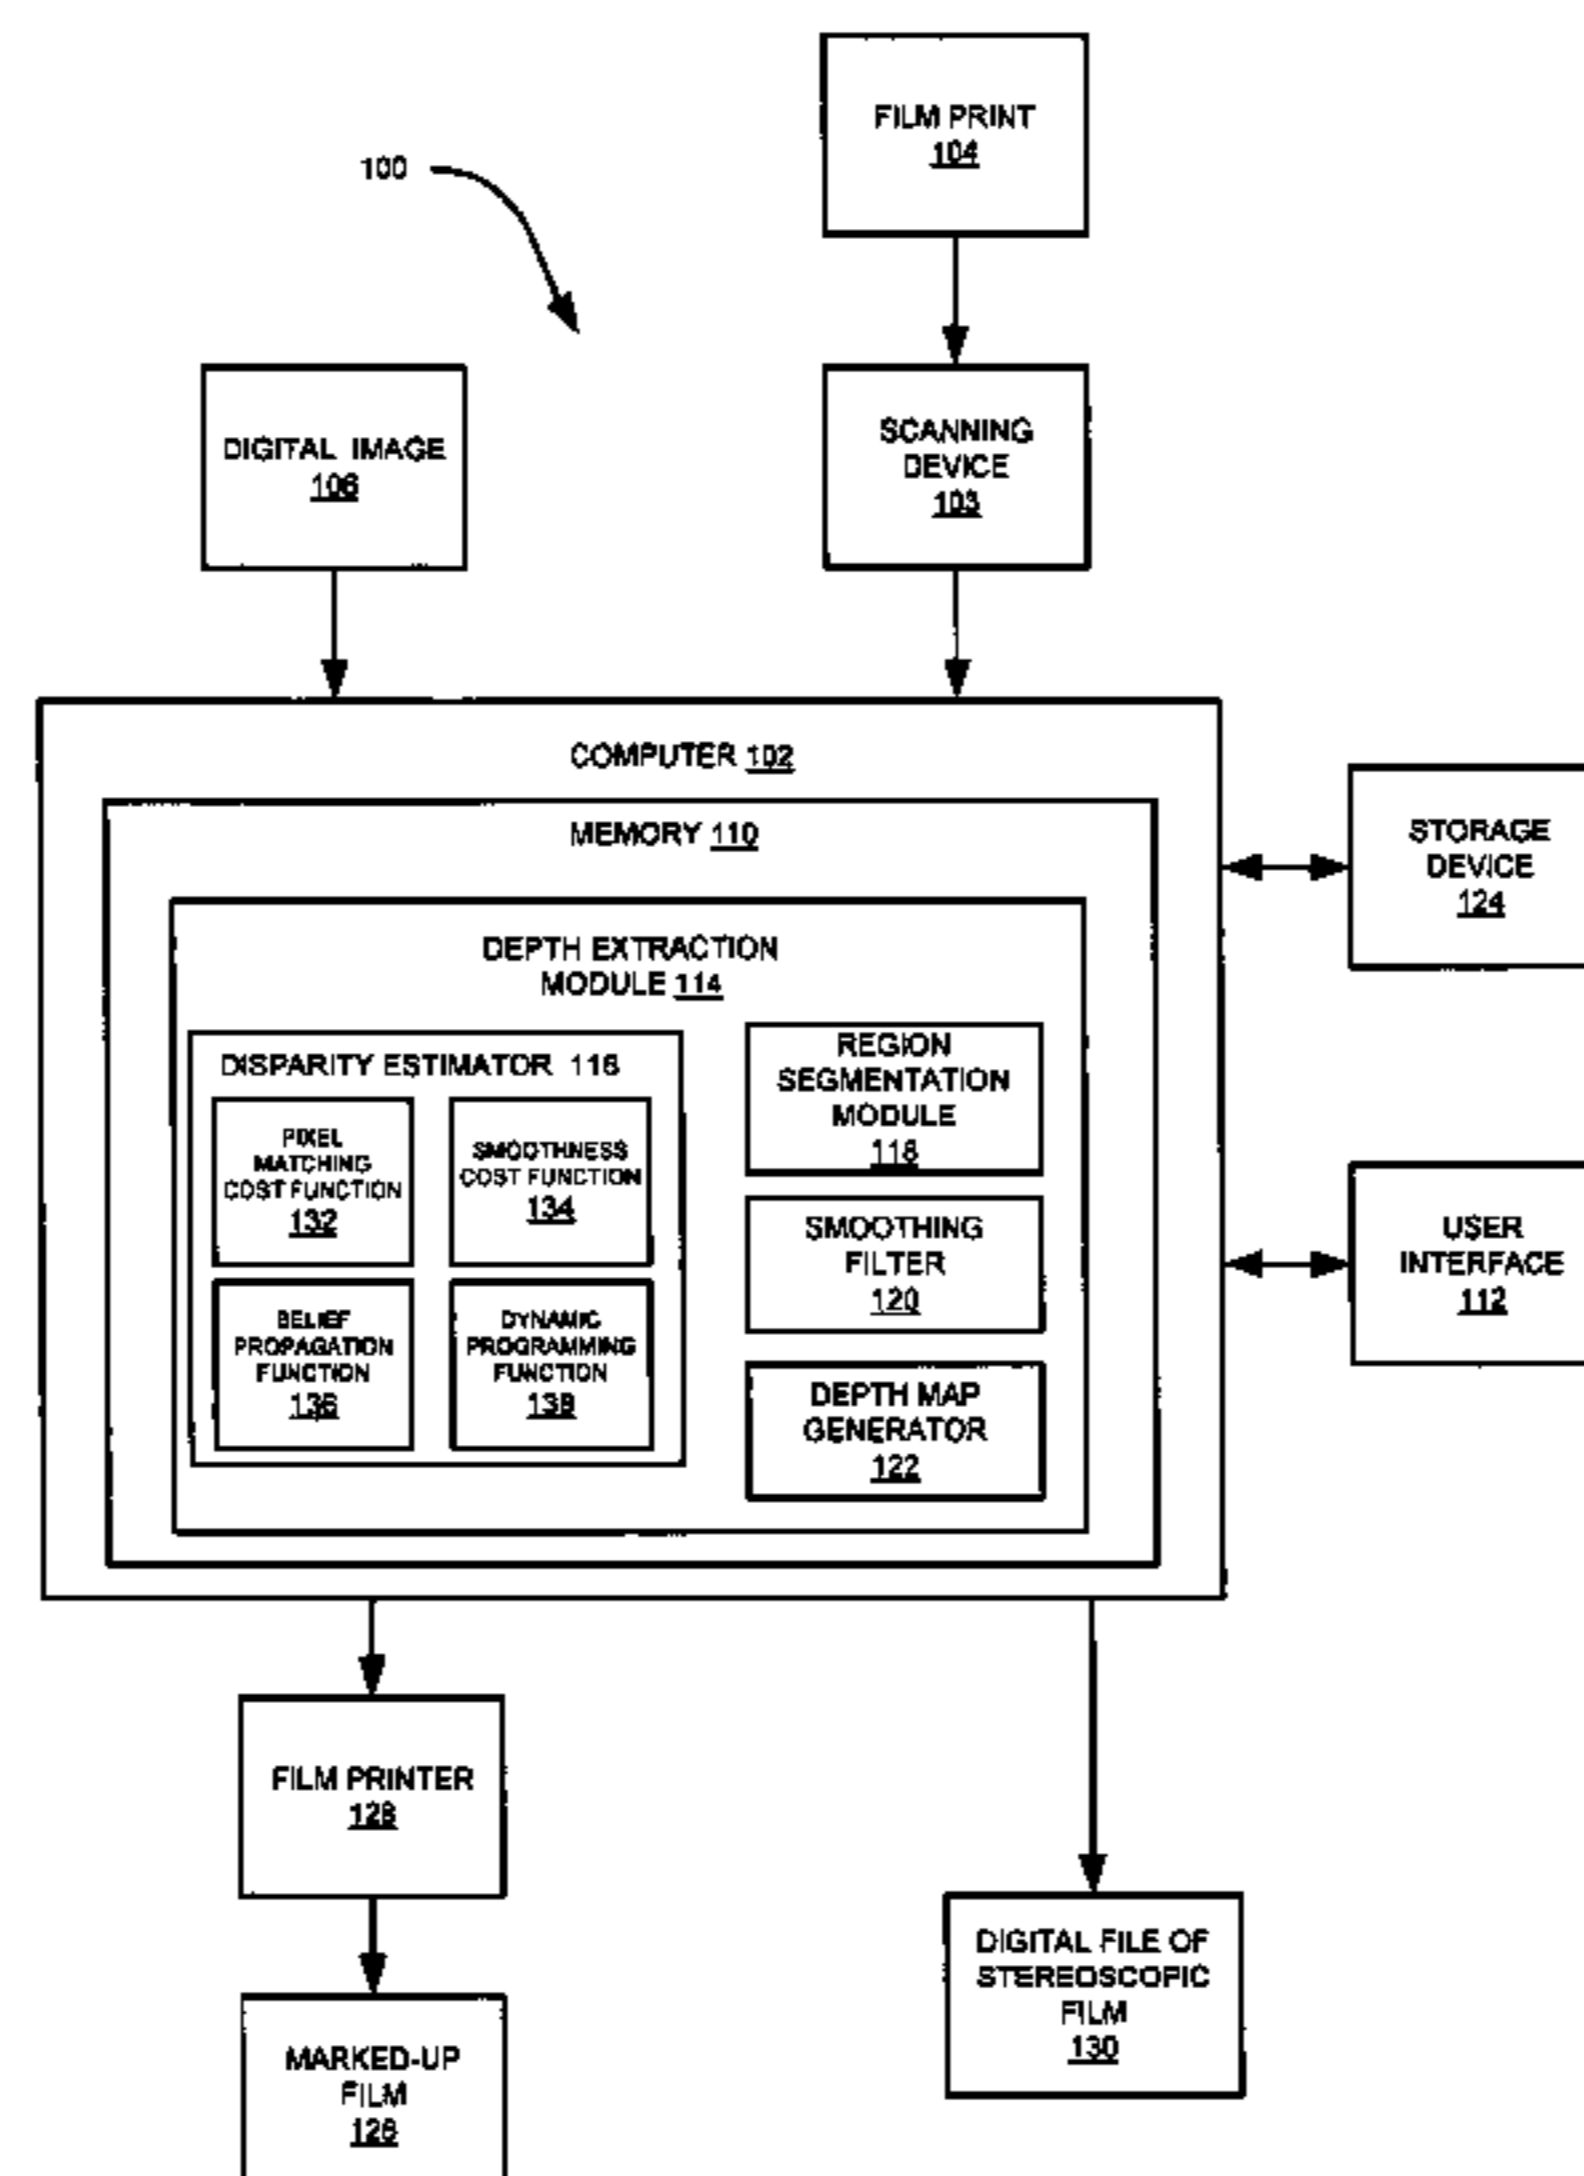 FILM PRINT
104
100
DIGITAL IMAGE
106
SCANNING
DEVICE
103
COMPUTER 102
MEMORY 110
STORAGE
DEVICE
124
DEPTH EXTRACTION
MODULE 114
DISPARITY ESTIMATOR 116
PIXEL
MATCHING
COST FUNCTION
132
SMOOTHNESS
COST FUNCTION
134
BELIEF
PROPAGATION
FUNCTION
136
DYNAMIC
PROGRAMMING
FUNCTION
138
REGION
SEGMENTATION
MODULE
118
SMOOTHING
FILTER
120
DEPTH MAP
GENERATOR
122
USER
INTERFACE
112
FILM PRINTER
128
MARKED-UP
FILM
126
DIGITAL FILE OF
STEREOSCOPIC
FILM
130